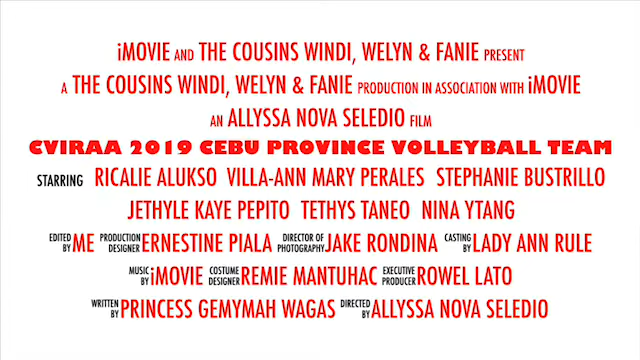 iMOVIE AND THE COUSINS WINDI, WELYN & FANIE PRESENT
A THE COUSINS WINDI, WELYN & FANIE PRODUCTION IN ASSOCIATION WITH iMOVIE
AN ALLYSSA NOVA SELEDIO FILM
CVIRAA 2019 CEBU PROVINCE VOLLEYBALL TEAM
STARRING RICALIE ALUKSO VILLA-ANN MARY PERALES STEPHANIE BUSTRILLO
JETHYLE KAYE PEPITO TETHYS TANEO NINA YTANG
EDITED BY ME PRODUCTION DESIGNER ERNESTINE PIALA DIRECTOR OF PHOTOGRAPHY JAKE RONDINA CASTING BY LADY ANN RULE
MUSIC BY iMOVIE COSTUME DESIGNER REMIE MANTUHAC EXECUTIVE PRODUCER ROWEL LATO
WRITTEN BY PRINCESS GEMYMAH WAGAS DIRECTED BY ALLYSSA NOVA SELEDIO